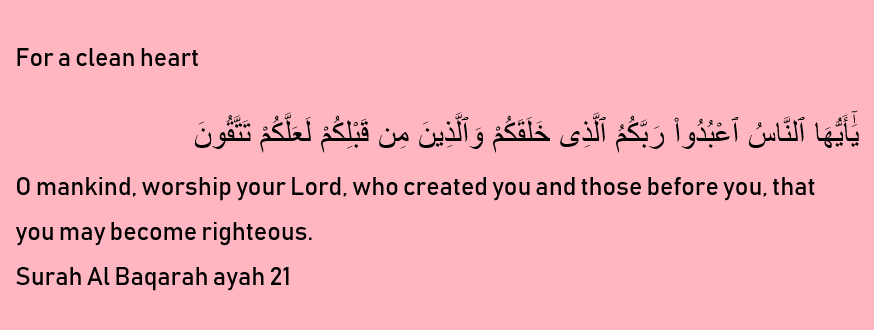 For a clean heart
يَٰٓأَيُّهَا ٱلنَّاسُ ٱعْبُدُوا۟ رَبَّكُمُ ٱلَّذِى خَلَقَكُمْ وَٱلَّذِينَ مِن قَبْلِكُمْ لَعَلَّكُمْ تَتَّقُونَ
O mankind, worship your Lord, who created you and those before you, that
you may become righteous.
Surah Al Baqarah ayah 21